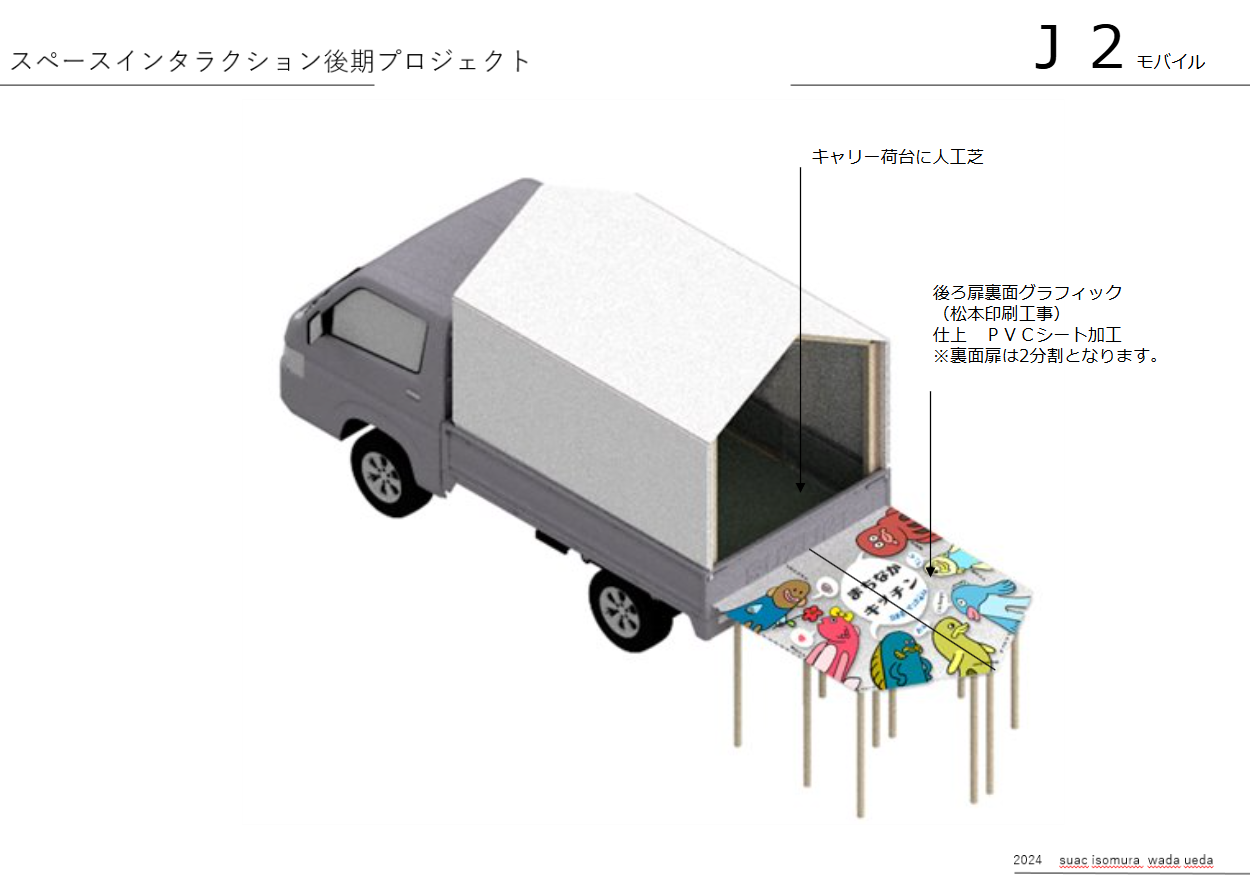 スペースインタラクション後期プロジェクト
J 2 モバイル
キャリー荷台に人工芝
後ろ扉裏面グラフィック
（松本印刷工事）
仕上　ＰＶＣシート加工
※裏面扉は2分割となります。
まちなか
キッチン
2024 suac isomura wada ueda